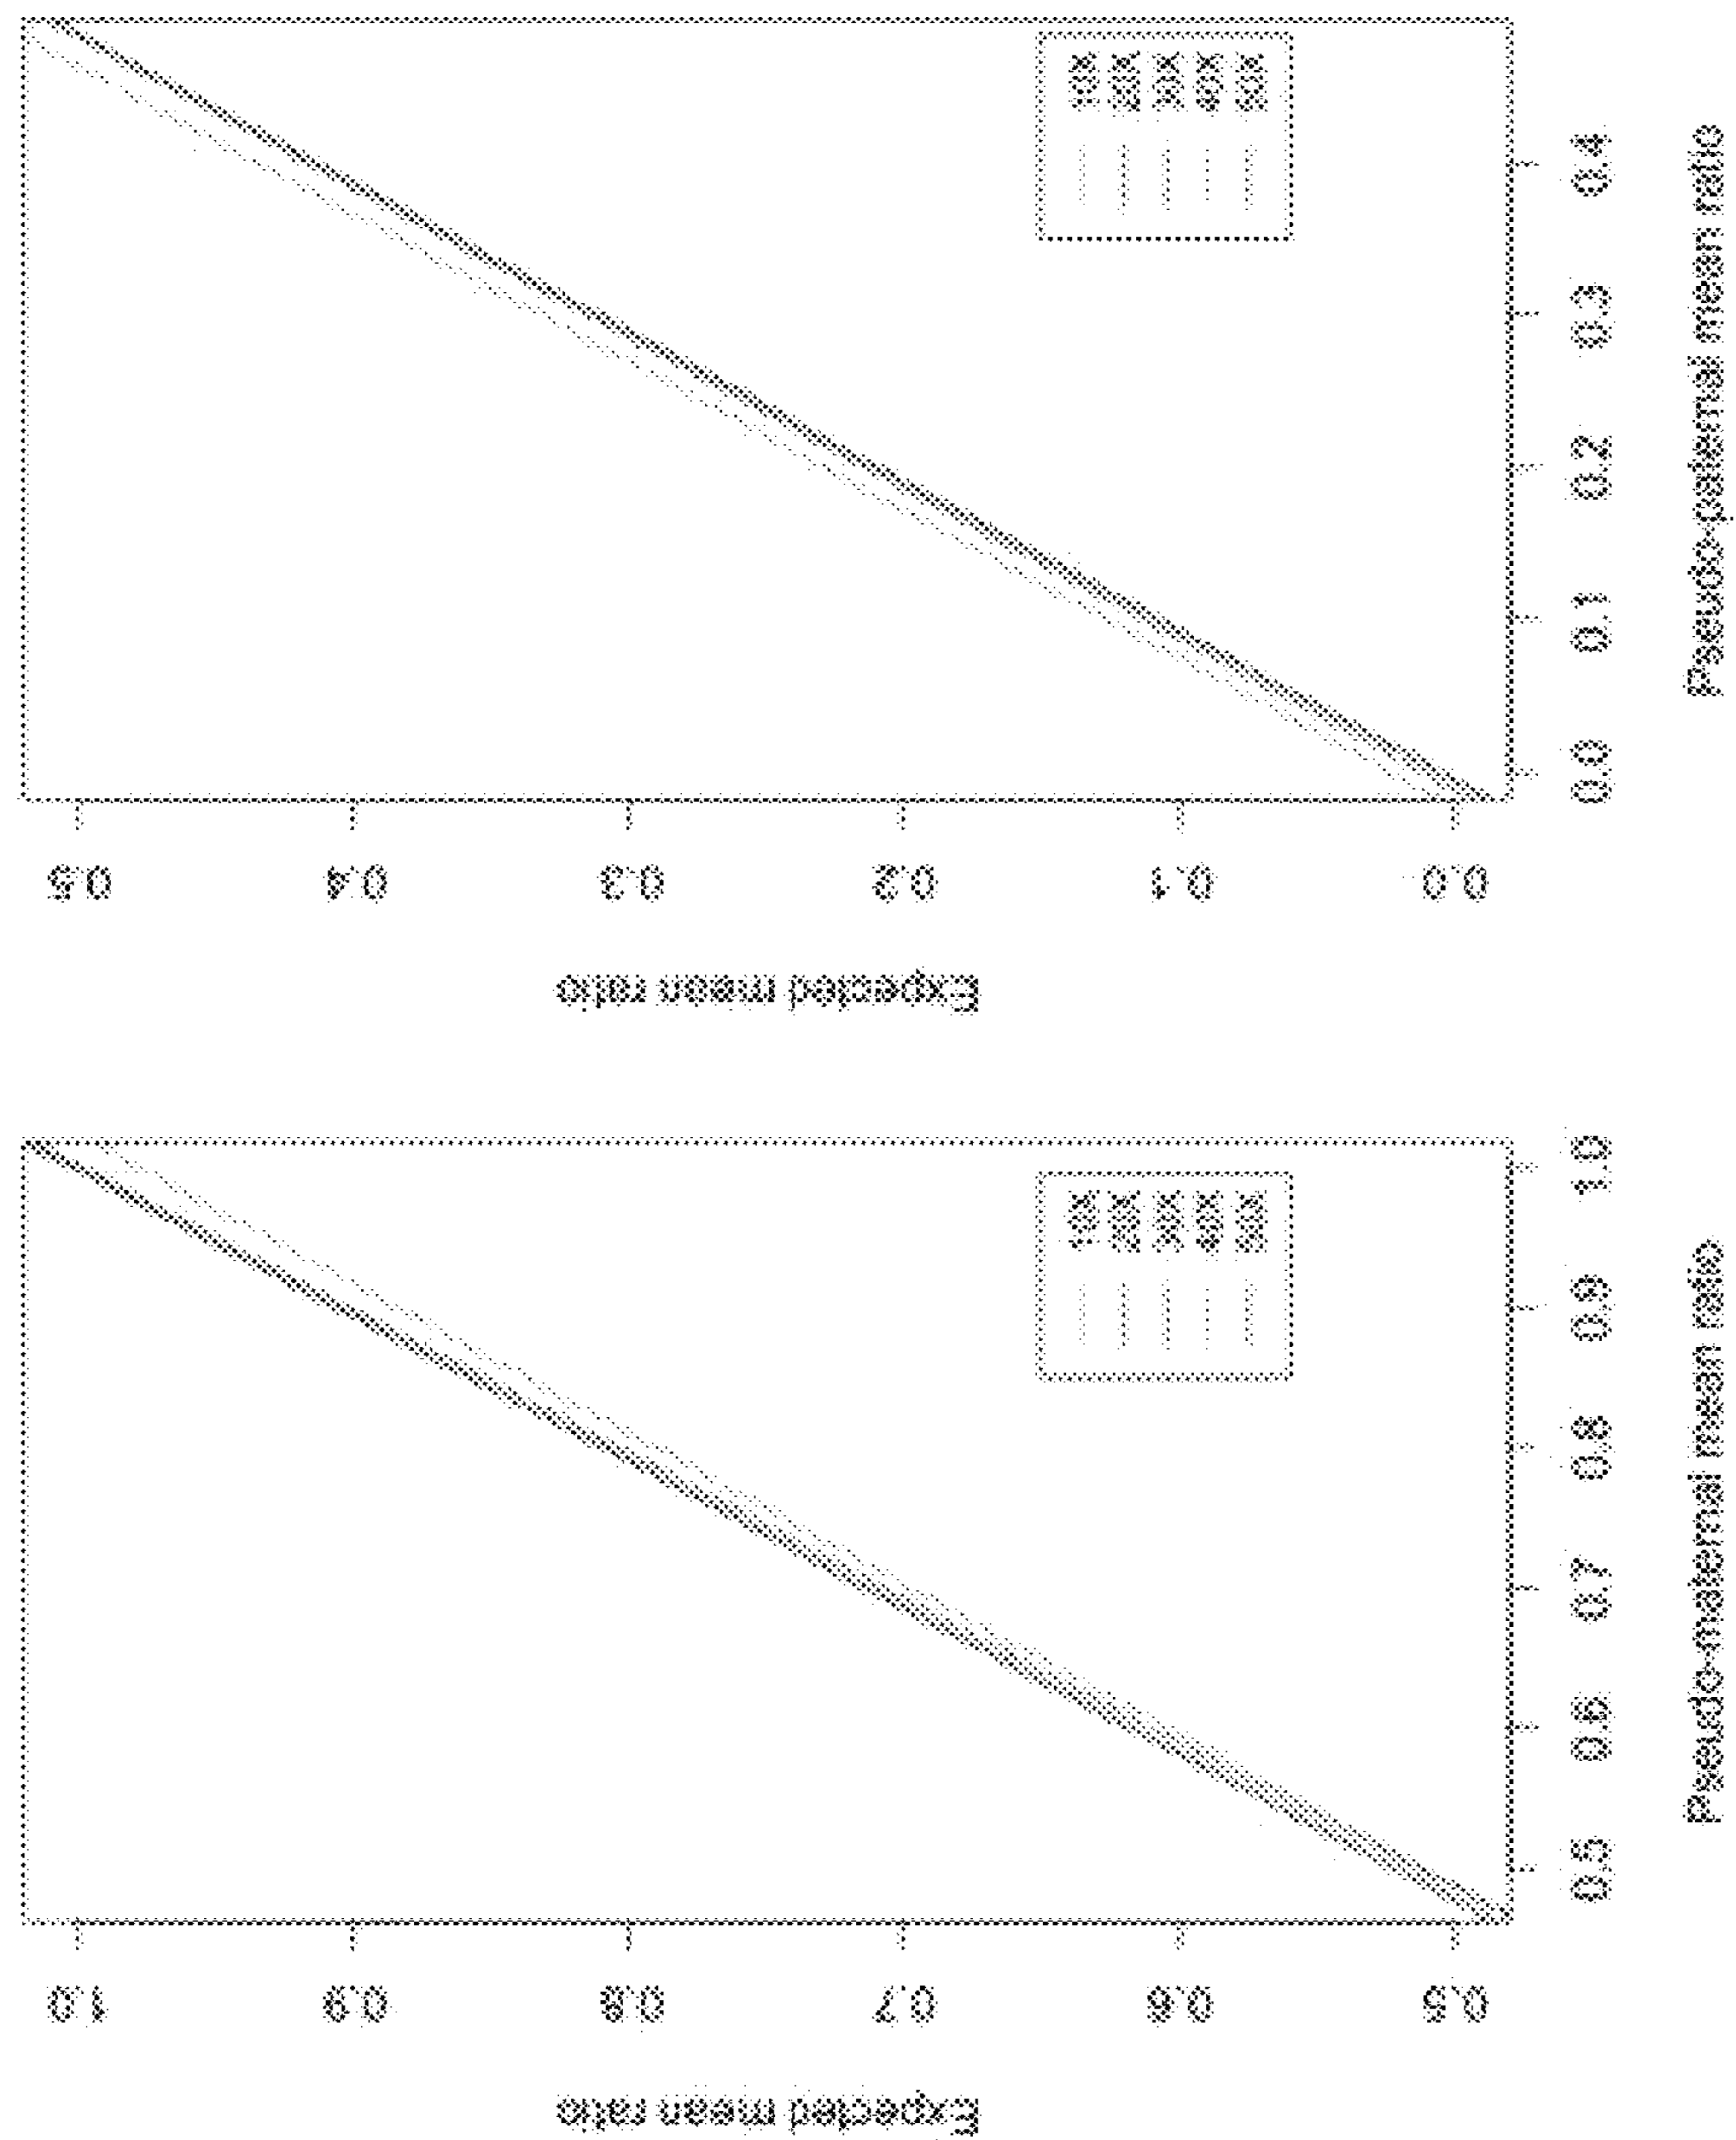 Expected mean ratio
1.0
0.9
0.8
0.7
0.6
0.5
0.5 0.6 0.7 0.8 0.9 1.0
Pseudo-maternal mean ratio
Expected mean ratio
0.5
0.4
0.3
0.2
0.1
0.0
0.0 0.1 0.2 0.3 0.4
Pseudo-paternal mean ratio